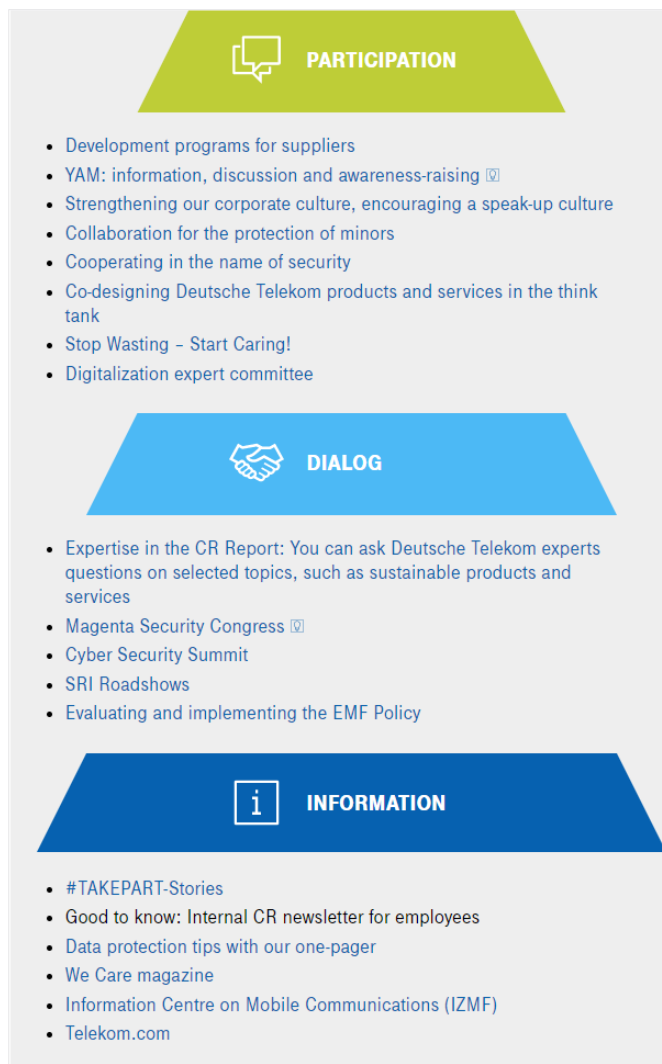 PARTICIPATION
Development programs for suppliers
YAM: information, discussion and awareness-raising
Strengthening our corporate culture, encouraging a speak-up culture
Collaboration for the protection of minors
Cooperating in the name of security
Co-designing Deutsche Telekom products and services in the think
tank
Stop Wasting – Start Caring!
Digitalization expert committee
DIALOG
Expertise in the CR Report: You can ask Deutsche Telekom experts
questions on selected topics, such as sustainable products and
services
Magenta Security Congress
Cyber Security Summit
SRI Roadshows
Evaluating and implementing the EMF Policy
i INFORMATION
#TAKEPART-Stories
Good to know: Internal CR newsletter for employees
Data protection tips with our one-pager
We Care magazine
Information Centre on Mobile Communications (IZMF)
Telekom.com